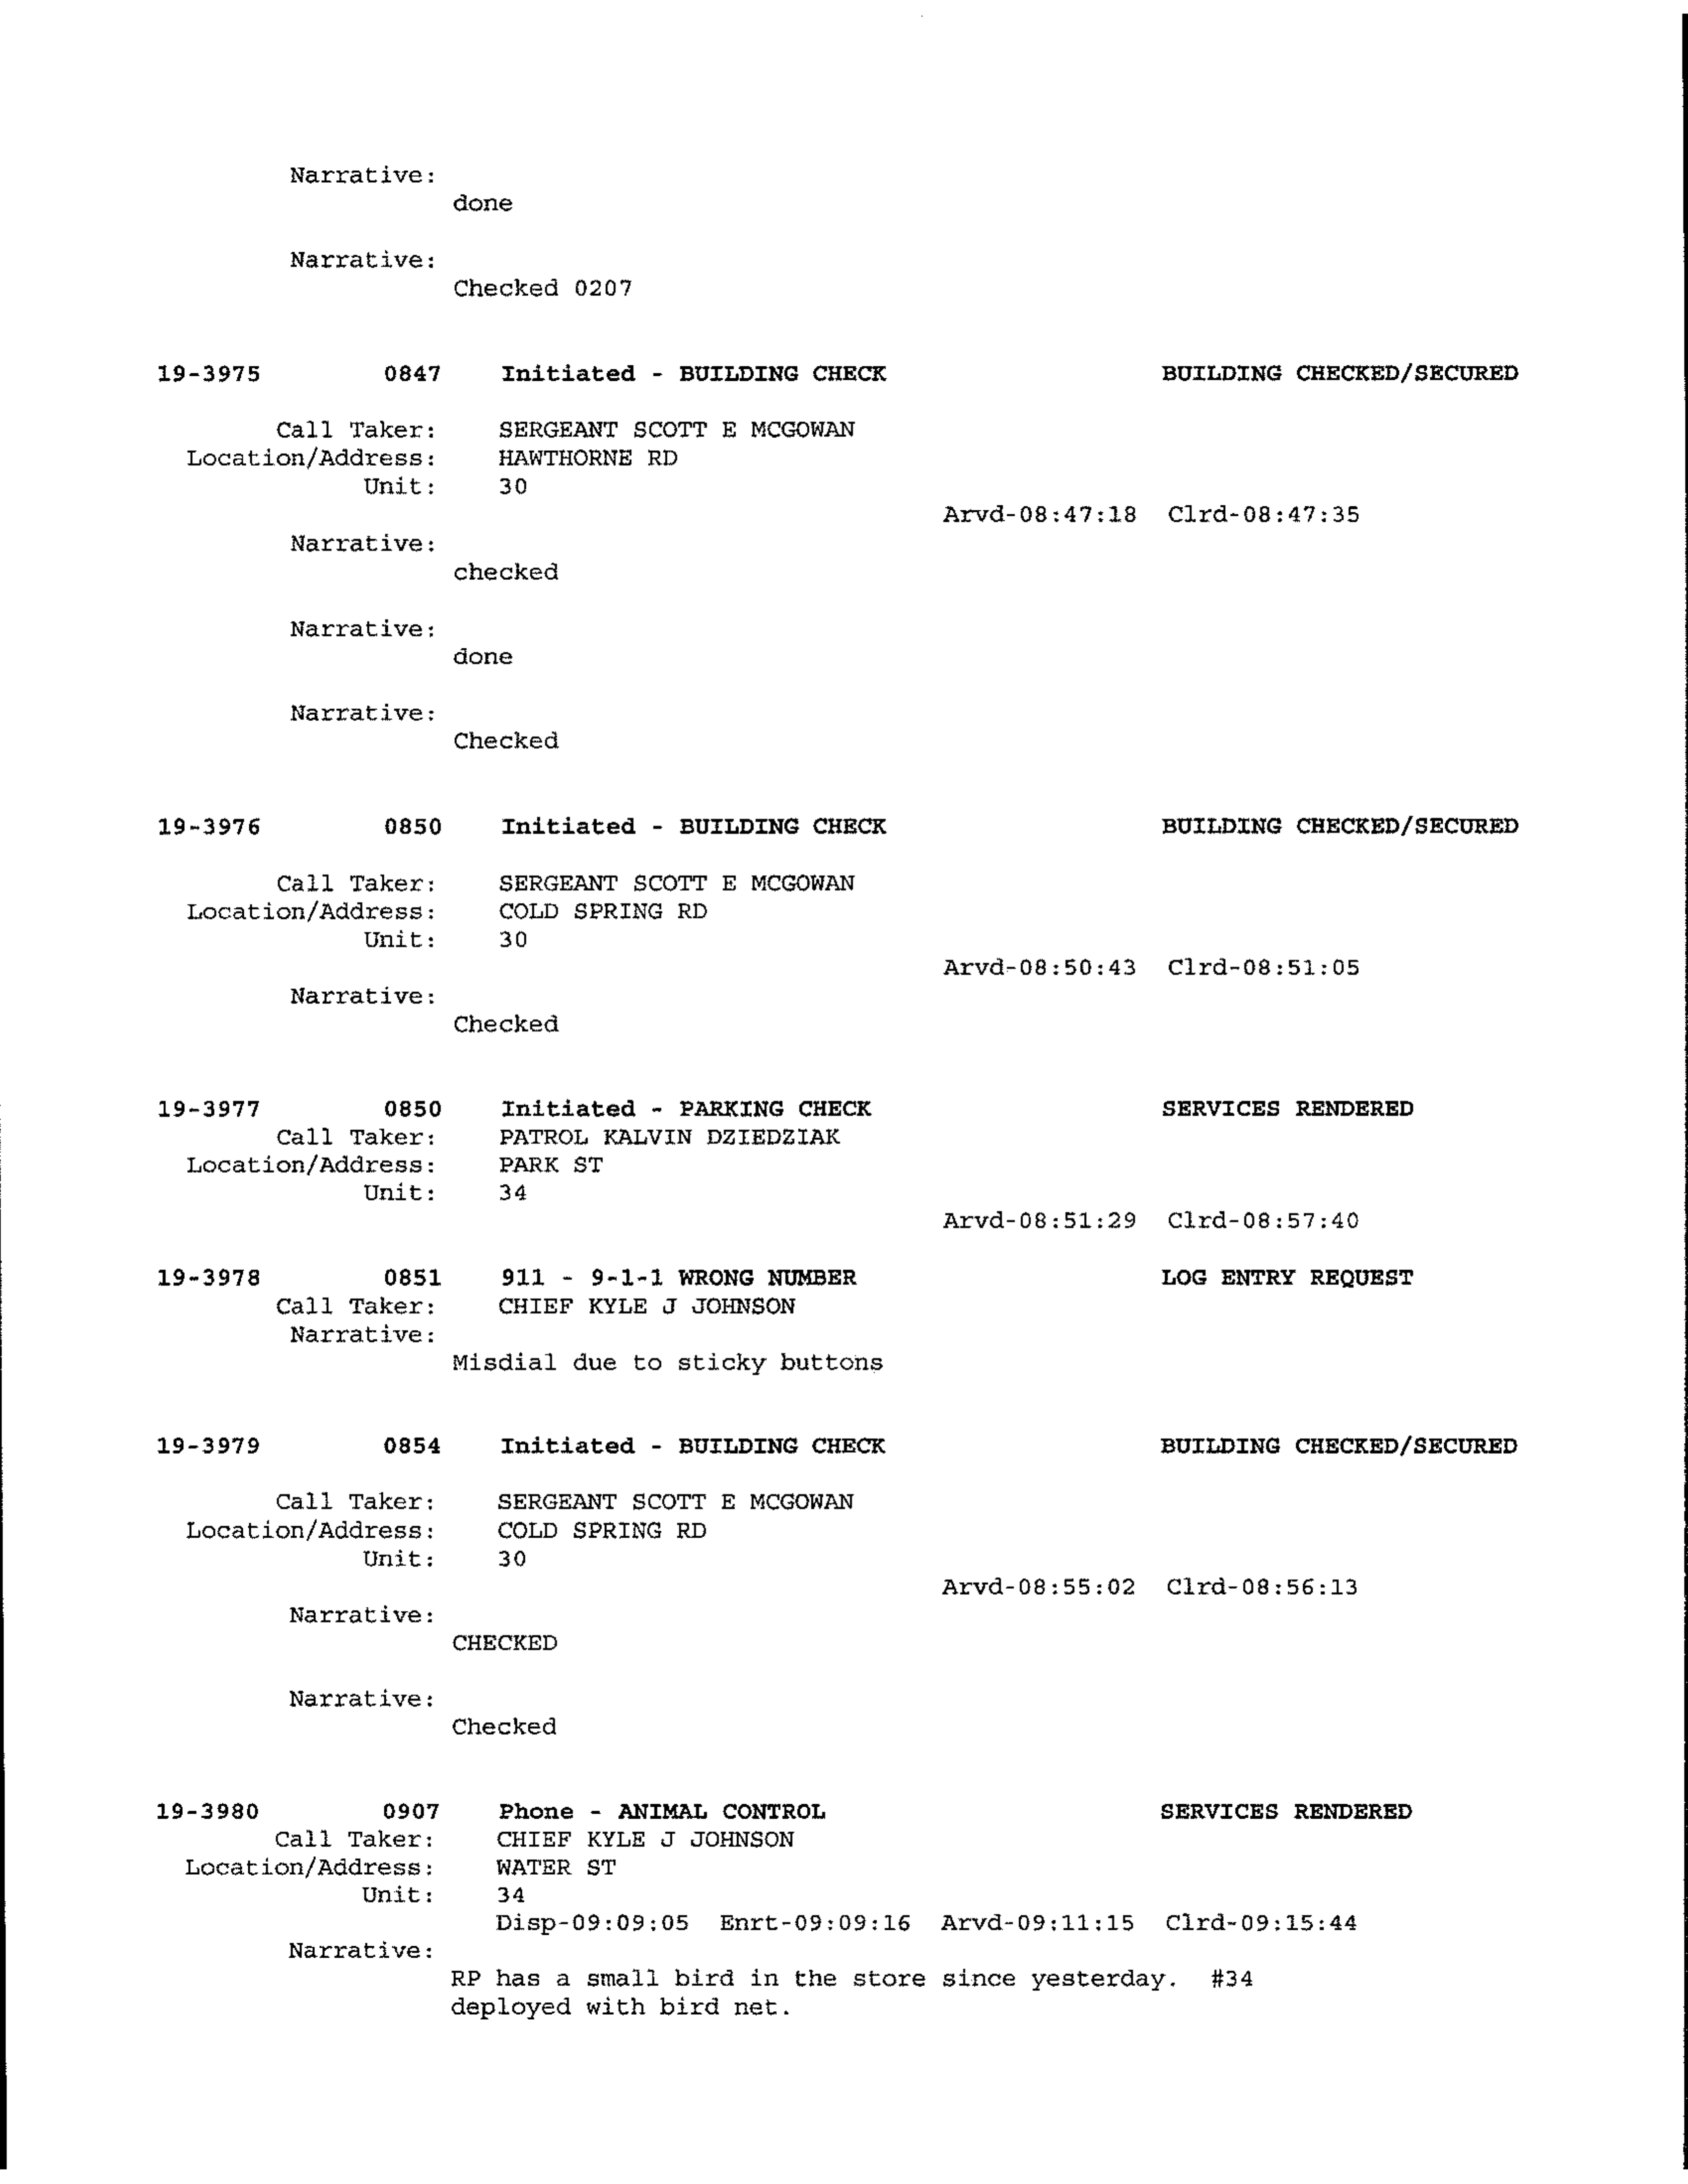 Narrative:
done
Narrative:
Checked 0207
19-3975 0847 Initiated - BUILDING CHECK BUILDING CHECKED/SECURED
Call Taker: SERGEANT SCOTT E MCGOWAN
Location/Address: HAWTHORNE RD
Unit: 30
Arvd-08:47:18 Clrd-08:47:35
Narrative:
checked
Narrative:
done
Narrative:
Checked
19-3976 0850 Initiated - BUILDING CHECK BUILDING CHECKED/SECURED
Call Taker: SERGEANT SCOTT E MCGOWAN
Location/Address: COLD SPRING RD
Unit: 30
Arvd-08:50:43 Clrd-08:51:05
Narrative:
Checked
19-3977 0850 Initiated - PARKING CHECK SERVICES RENDERED
Call Taker: PATROL KALVIN DZIEDZIAK
Location/Address: PARK ST
Unit: 34
Arvd-08:51:29 Clrd-08:57:40
19-3978 0851 911 - 9-1-1 WRONG NUMBER LOG ENTRY REQUEST
Call Taker: CHIEF KYLE J JOHNSON
Narrative:
Misdial due to sticky buttons
19-3979 0854 Initiated - BUILDING CHECK BUILDING CHECKED/SECURED
Call Taker: SERGEANT SCOTT E MCGOWAN
Location/Address: COLD SPRING RD
Unit: 30
Arvd-08:55:02 Clrd-08:56:13
Narrative:
CHECKED
Narrative:
Checked
19-3980 0907 Phone - ANIMAL CONTROL SERVICES RENDERED
Call Taker: CHIEF KYLE J JOHNSON
Location/Address: WATER ST
Unit: 34
Disp-09:09:05 Enrt-09:09:16 Arvd-09:11:15 Clrd-09:15:44
Narrative:
RP has a small bird in the store since yesterday. #34
deployed with bird net.